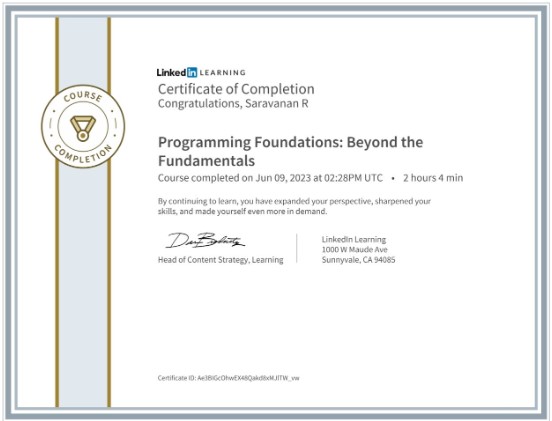 LinkedIn LEARNING
Certificate of Completion
Congratulations, Saravanan R
COURSE
COMPLETION
Programming Foundations: Beyond the
Fundamentals
Course completed on Jun 09, 2023 at 02:28PM UTC • 2 hours 4 min
By continuing to learn, you have expanded your perspective, sharpened your
skills, and made yourself even more in demand.
Head of Content Strategy, Learning
LinkedIn Learning
1000 W Maude Ave
Sunnyvale, CA 94085
Certificate ID: